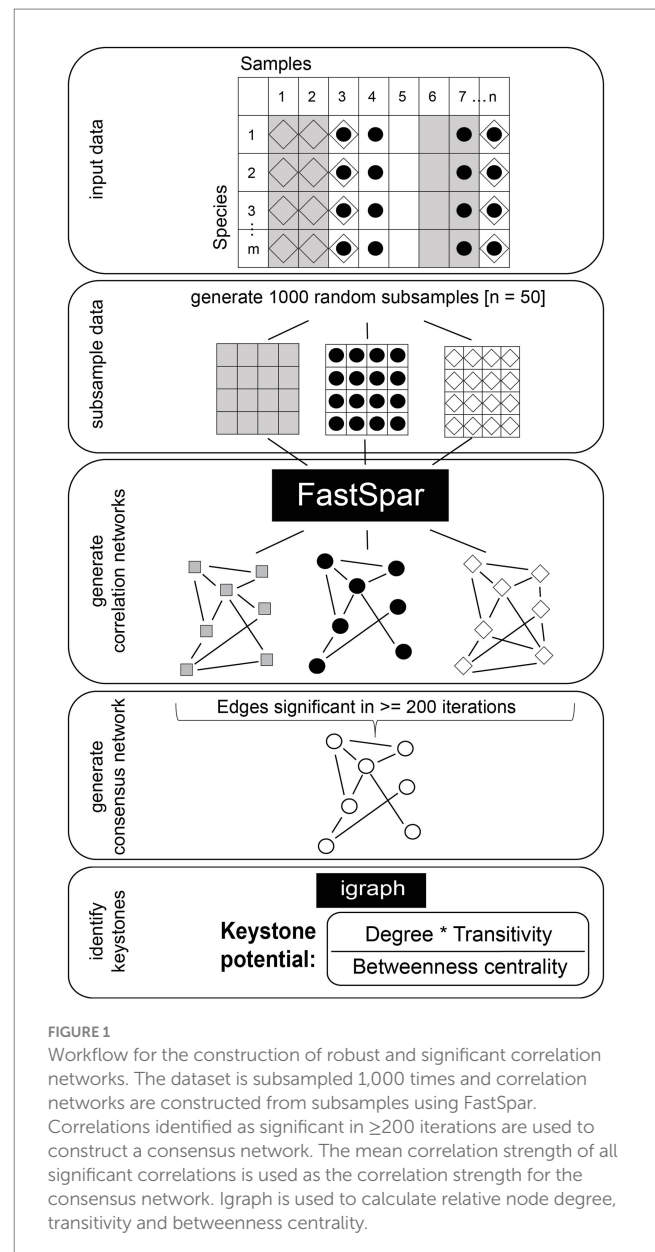 Samples
1 2 3 4 5 6 7 ... n
input data
Species
1
2
3
...
m
subsample data
generate 1000 random subsamples [n = 50]
FastSpar
generate
correlation networks
generate
consensus network
Edges significant in >= 200 iterations
identify
keystones
igraph
Keystone
potential:
Degree * Transitivity
Betweenness centrality
FIGURE 1
Workflow for the construction of robust and significant correlation
networks. The dataset is subsampled 1,000 times and correlation
networks are constructed from subsamples using FastSpar.
Correlations identified as significant in ≥200 iterations are used to
construct a consensus network. The mean correlation strength of all
significant correlations is used as the correlation strength for the
consensus network. Igraph is used to calculate relative node degree,
transitivity and betweenness centrality.